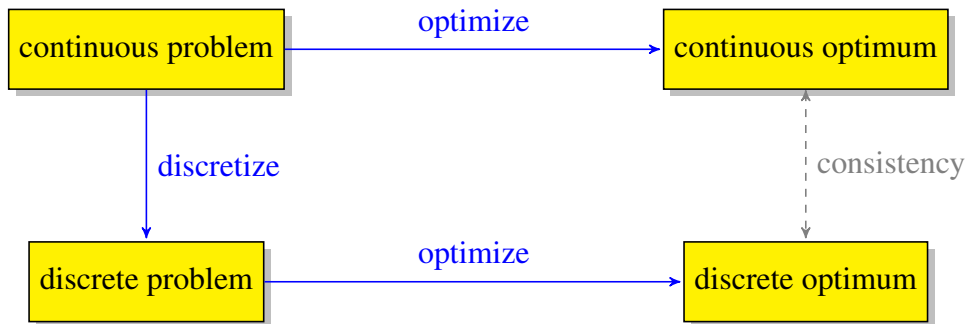 optimize
continuous problem
continuous optimum
discretize
consistency
optimize
discrete problem
discrete optimum